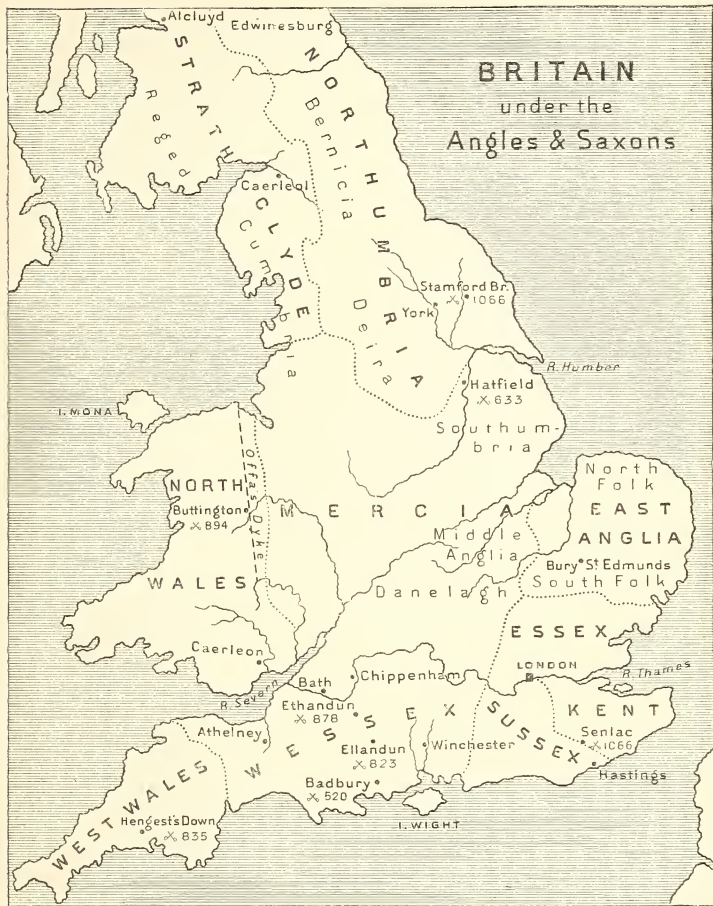 BRITAIN
under the
Angles & Saxons
Alcluyd
Edwinesburg
STRATH
CLYDE
Reged
NORTHUMBRIA
Bernicia
Caerleol
Cumbria
Deira
Stamford Br.
1066
York
R. Humber
Hatfield
633
Southum-
bria
I. MONA
NORTH
WALES
Offas Dyke
Buttington
894
MERCIA
North
Folk
EAST
ANGLIA
Middle
Anglia
Bury St Edmunds
South Folk
Danelagh
ESSEX
Caerleon
LONDON
R. Thames
R. Severn
Bath
Chippenham
KENT
Ethandun
878
WESSEX
SUSSEX
Senlac
1066
Athelney
Ellandun
823
Winchester
Hastings
Badbury
520
I. WIGHT
WEST WALES
Hengest's Down
835